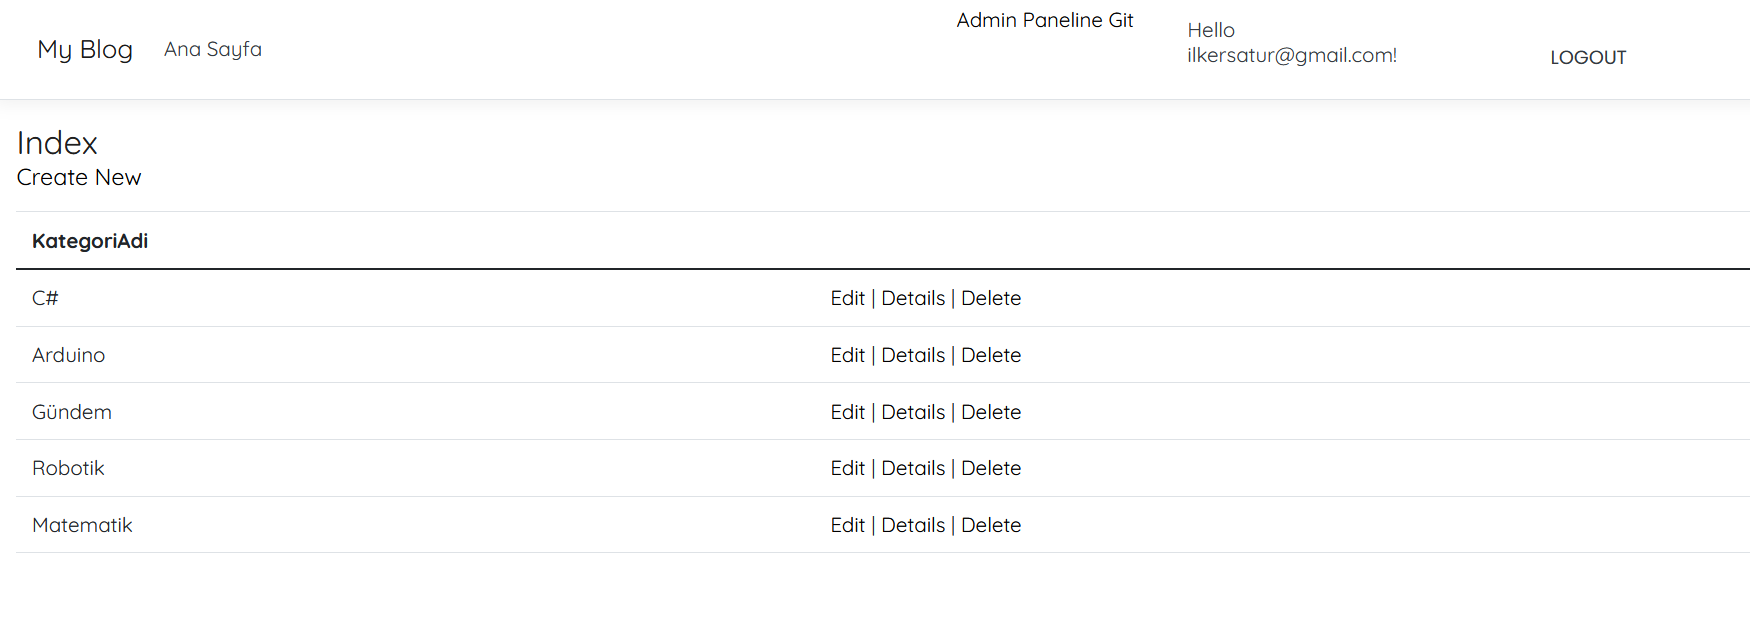 My Blog Ana Sayfa Admin Paneline Git Hello
ilkersatur@gmail.com! LOGOUT
Index
Create New
KategoriAdi
C# Edit | Details | Delete
Arduino Edit | Details | Delete
Gündem Edit | Details | Delete
Robotik Edit | Details | Delete
Matematik Edit | Details | Delete